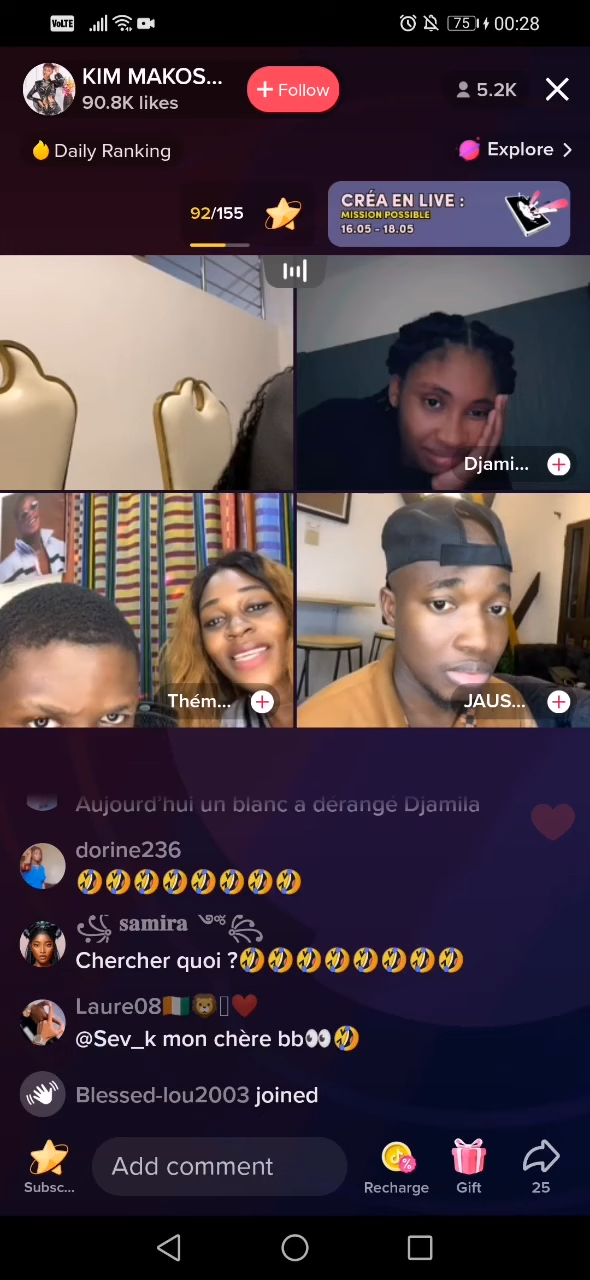 VoLTE 75 00:28
KIM MAKOS...
90.8K likes
+ Follow
5.2K
Daily Ranking
Explore >
92/155
CRÉA EN LIVE :
MISSION POSSIBLE
16.05 - 18.05
Djami...
Thém...
JAUS...
Aujourd'hui un blanc a dérangé Djamila
dorine236
🤣🤣🤣🤣🤣🤣🤣🤣
꧁ 𝖘𝖆𝖒𝖎𝖗𝖆 ༄꧂
Chercher quoi ?🤣🤣🤣🤣🤣🤣🤣🤣
Laure08🇨🇮🦁▯❤️
@Sev_k mon chère bb👀🤣
Blessed-lou2003 joined
Subsc...
Add comment
Recharge
Gift
25